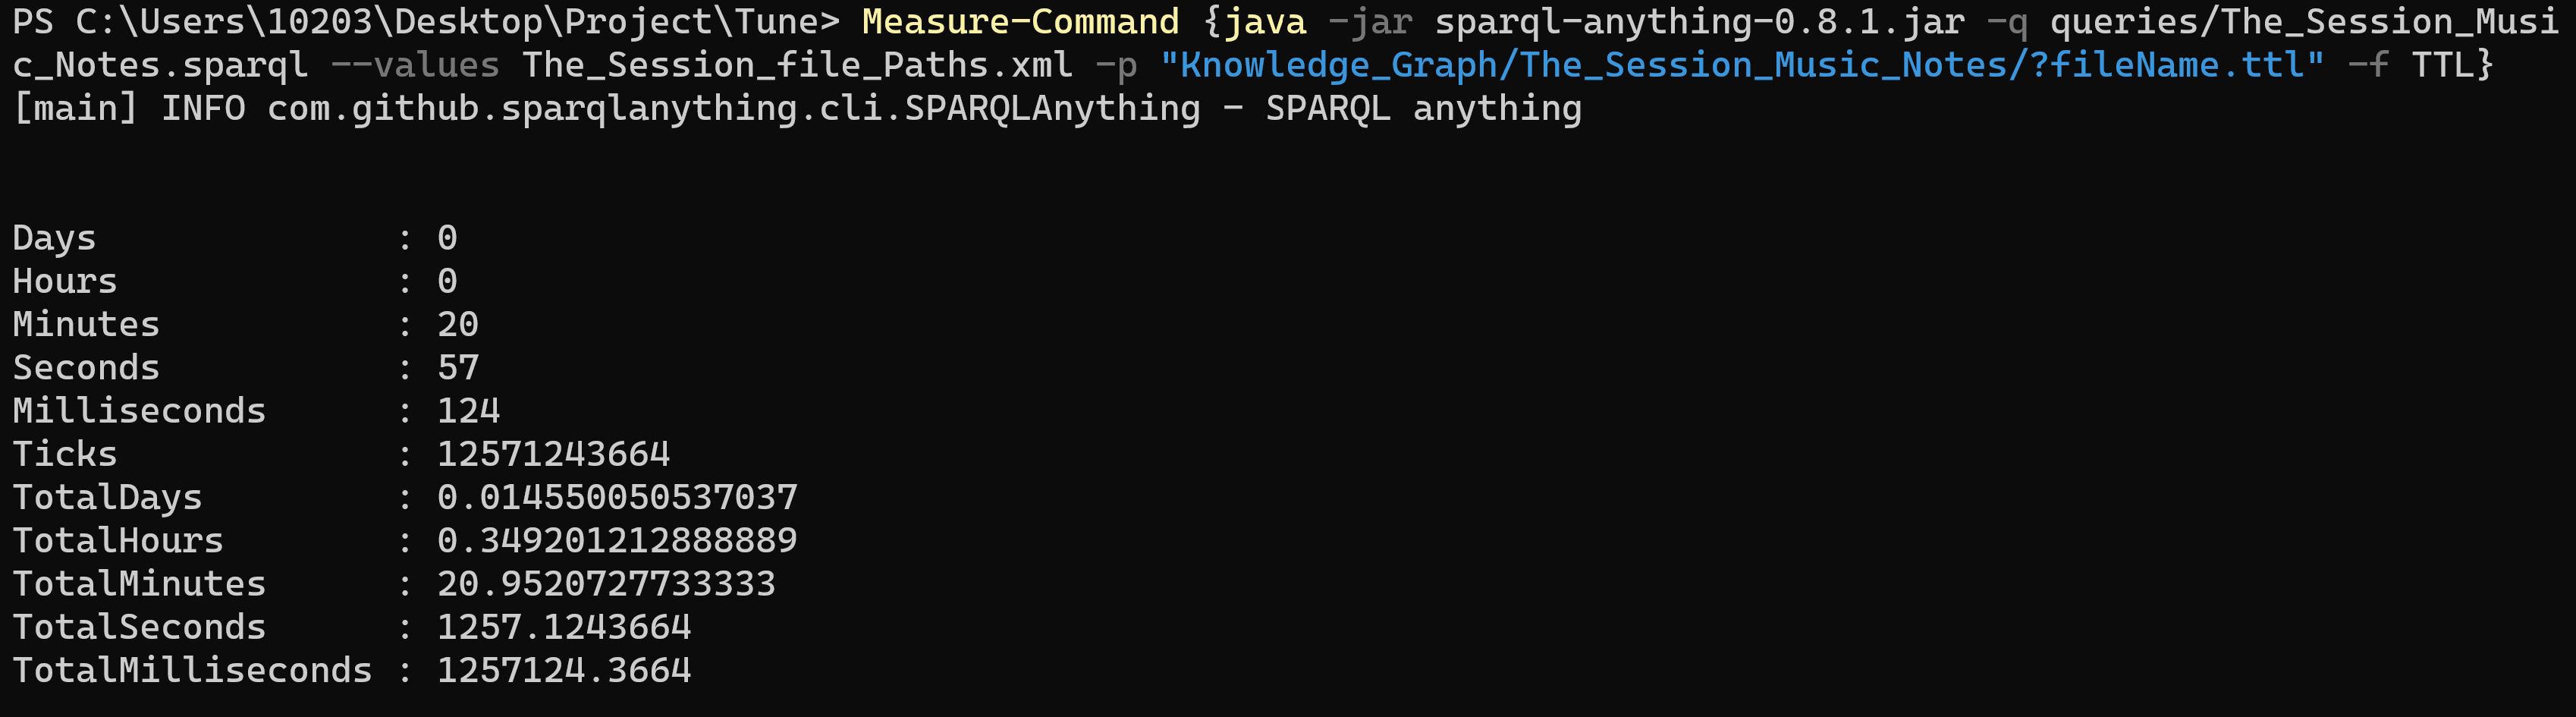 PS C:\Users\10203\Desktop\Project\Tune> Measure-Command {java -jar sparql-anything-0.8.1.jar -q queries/The_Session_Musi
c_Notes.sparql --values The_Session_file_Paths.xml -p "Knowledge_Graph/The_Session_Music_Notes/?fileName.ttl" -f TTL}
[main] INFO com.github.sparqlanything.cli.SPARQLAnything - SPARQL anything
Days              : 0
Hours             : 0
Minutes           : 20
Seconds           : 57
Milliseconds      : 124
Ticks             : 12571243664
TotalDays         : 0.014550050537037
TotalHours        : 0.349201212888889
TotalMinutes      : 20.9520727733333
TotalSeconds      : 1257.1243664
TotalMilliseconds : 1257124.3664